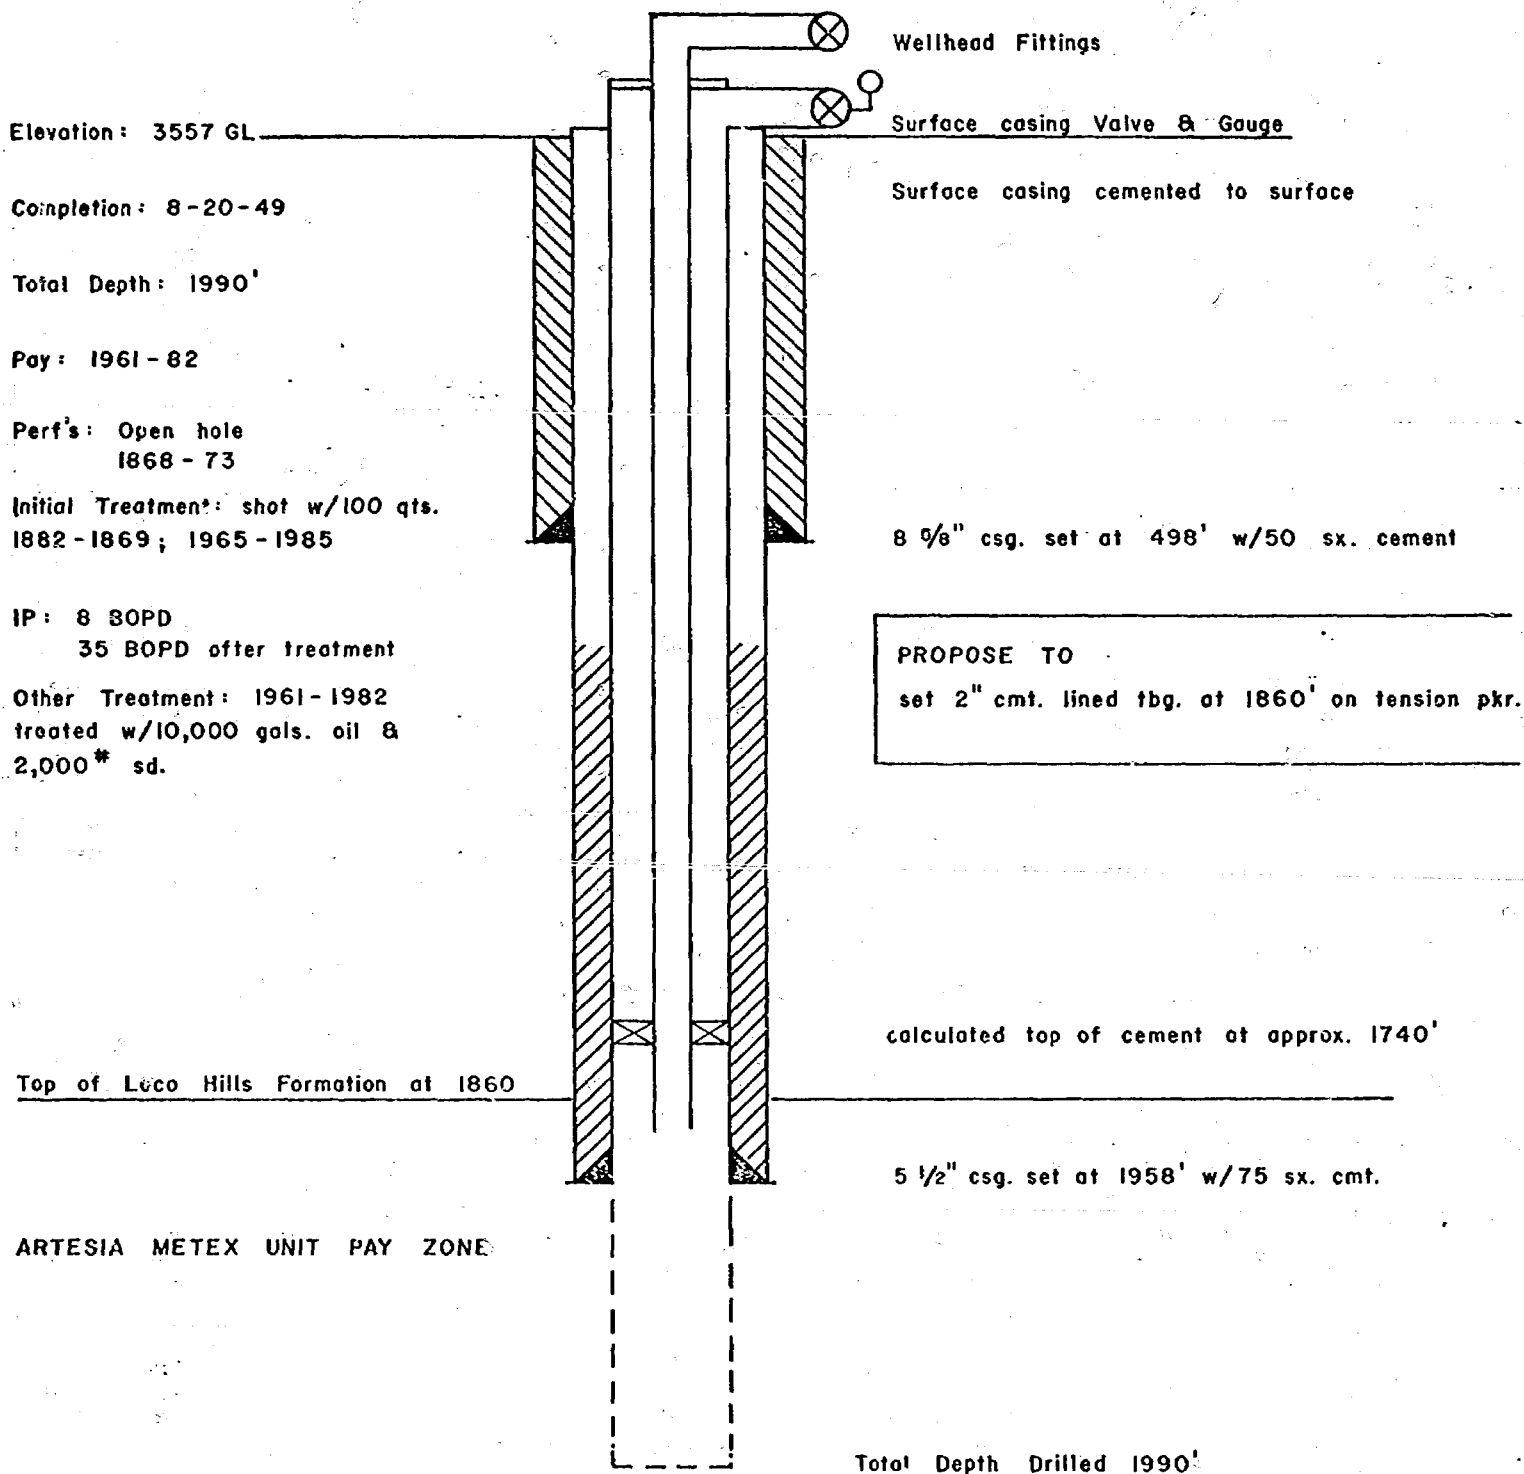 Wellhead Fittings
Elevation: 3557 GL
Surface casing Valve & Gauge
Surface casing cemented to surface
Completion: 8-20-49
Total Depth: 1990'
Pay: 1961-82
Perf's: Open hole
1868-73
Initial Treatment: shot w/100 qts.
1882-1869; 1965-1985
8 5/8" csg. set at 498' w/50 sx. cement
IP: 8 BOPD
35 BOPD after treatment
Other Treatment: 1961-1982
treated w/10,000 gals. oil &
2,000# sd.
PROPOSE TO
set 2" cmt. lined tbg. at 1860' on tension pkr.
calculated top of cement at approx. 1740'
Top of Loco Hills Formation at 1860
5 1/2" csg. set at 1958' w/75 sx. cmt.
ARTESIA METEX UNIT PAY ZONE
Total Depth Drilled 1990'